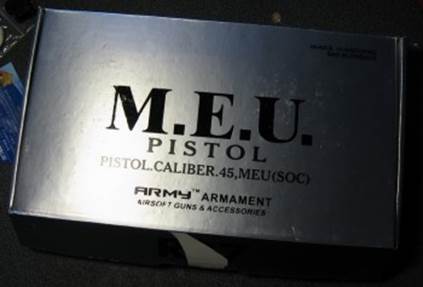 M.E.U.
PISTOL
PISTOL.CALIBER.45,MEU(SOC)
ARMY™ ARMAMENT
AIRSOFT GUNS & ACCESSORIES